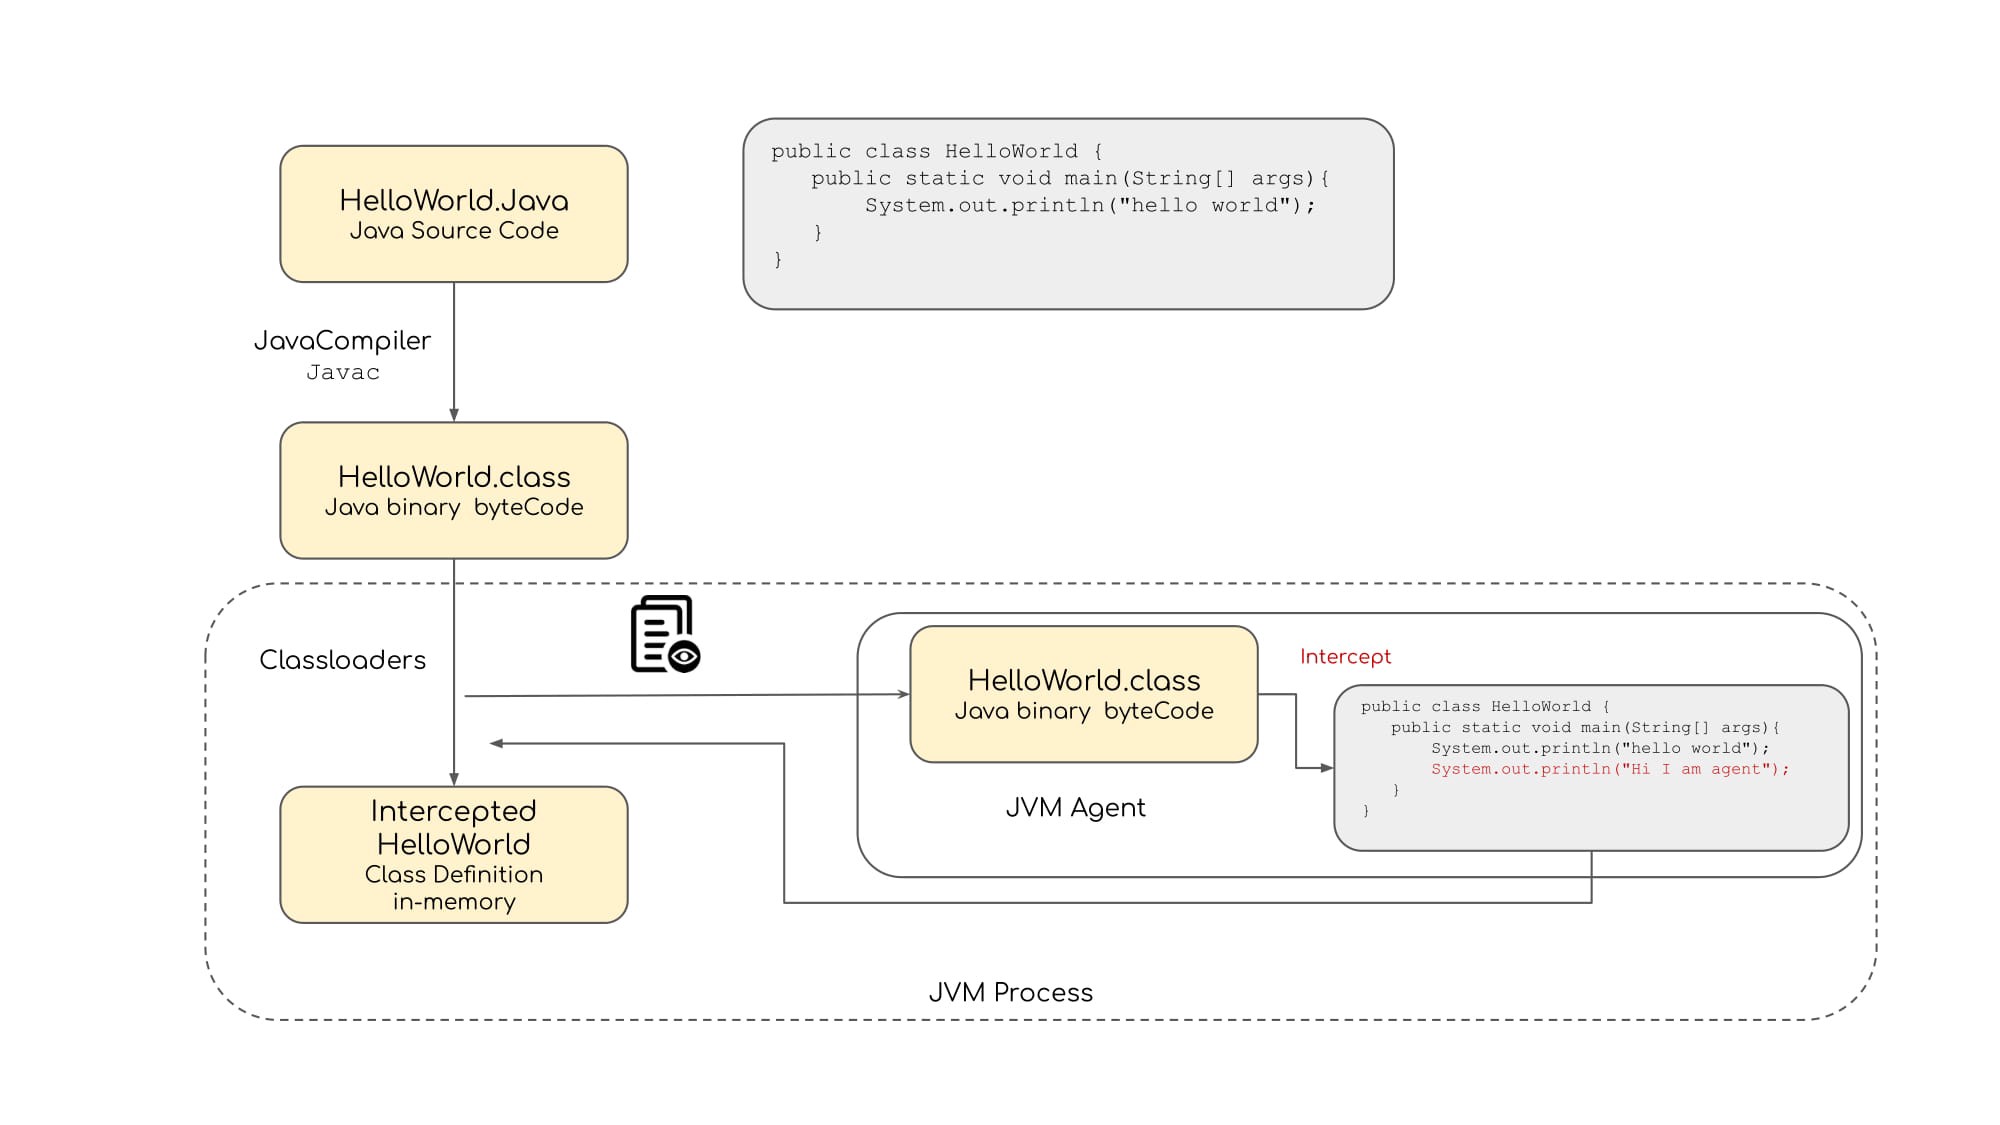 HelloWorld.Java
Java Source Code
public class HelloWorld {
public static void main(String[] args){
System.out.println("hello world");
}
}
JavaCompiler
Javac
HelloWorld.class
Java binary  byteCode
Classloaders
HelloWorld.class
Java binary  byteCode
Intercept
public class HelloWorld {
public static void main(String[] args){
System.out.println("hello world");
System.out.println("Hi I am agent");
}
}
JVM Agent
Intercepted
HelloWorld
Class Definition
in-memory
JVM Process